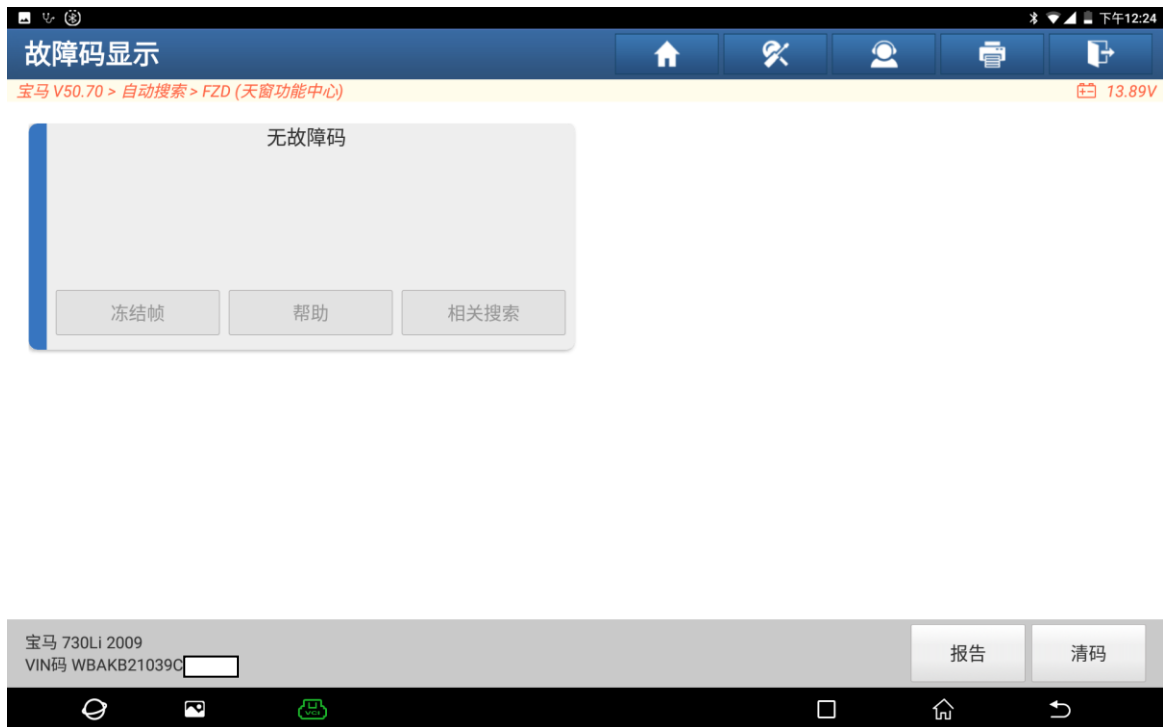 下午12:24
故障码显示
宝马 V50.70 > 自动搜索 > FZD (天窗功能中心)
13.89V
无故障码
冻结帧 帮助 相关搜索
宝马 730Li 2009
VIN码 WBAKB21039C
报告 清码
VCI